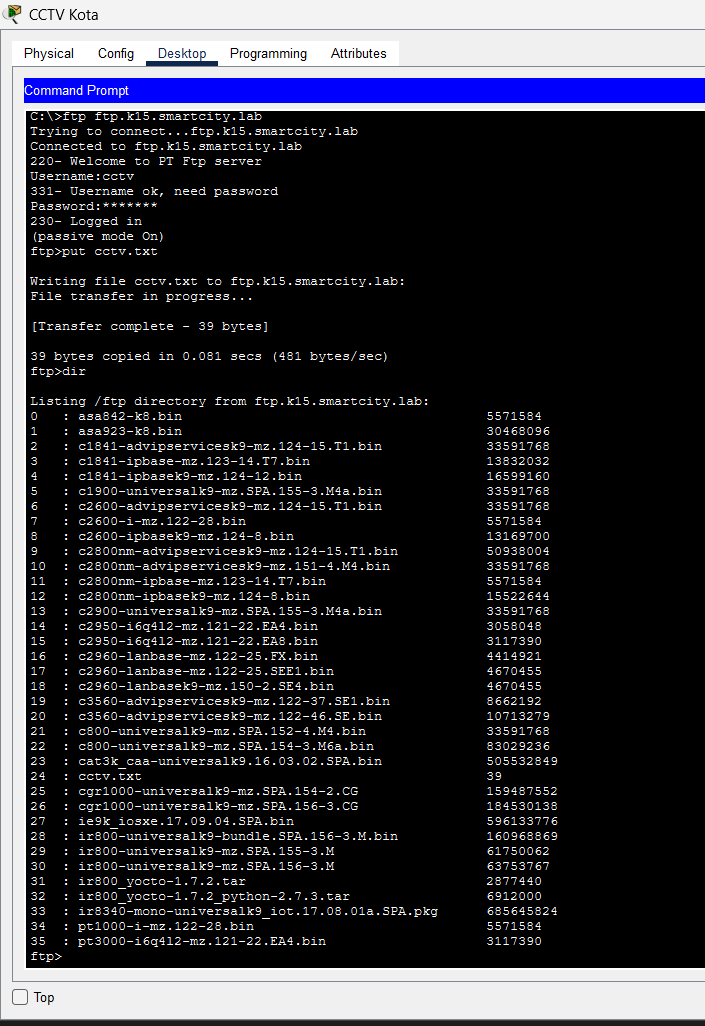 CCTV Kota
Physical Config Desktop Programming Attributes
Command Prompt
C:\>ftp ftp.k15.smartcity.lab
Trying to connect...ftp.k15.smartcity.lab
Connected to ftp.k15.smartcity.lab
220- Welcome to PT Ftp server
Username:cctv
331- Username ok, need password
Password:*******
230- Logged in
(passive mode On)
ftp>put cctv.txt
Writing file cctv.txt to ftp.k15.smartcity.lab:
File transfer in progress...
[Transfer complete - 39 bytes]
39 bytes copied in 0.081 secs (481 bytes/sec)
ftp>dir
Listing /ftp directory from ftp.k15.smartcity.lab:
0 : asa842-k8.bin 5571584
1 : asa923-k8.bin 30468096
2 : c1841-advipservicesk9-mz.124-15.T1.bin 33591768
3 : c1841-ipbase-mz.123-14.T7.bin 13832032
4 : c1841-ipbasek9-mz.124-12.bin 16599160
5 : c1900-universalk9-mz.SPA.155-3.M4a.bin 33591768
6 : c2600-advipservicesk9-mz.124-15.T1.bin 33591768
7 : c2600-i-mz.122-28.bin 5571584
8 : c2600-ipbasek9-mz.124-8.bin 13169700
9 : c2800nm-advipservicesk9-mz.124-15.T1.bin 50938004
10 : c2800nm-advipservicesk9-mz.151-4.M4.bin 33591768
11 : c2800nm-ipbase-mz.123-14.T7.bin 5571584
12 : c2800nm-ipbasek9-mz.124-8.bin 15522644
13 : c2900-universalk9-mz.SPA.155-3.M4a.bin 33591768
14 : c2950-i6q4l2-mz.121-22.EA4.bin 3058048
15 : c2950-i6q4l2-mz.121-22.EA8.bin 3117390
16 : c2960-lanbase-mz.122-25.FX.bin 4414921
17 : c2960-lanbase-mz.122-25.SEE1.bin 4670455
18 : c2960-lanbasek9-mz.150-2.SE4.bin 4670455
19 : c3560-advipservicesk9-mz.122-37.SE1.bin 8662192
20 : c3560-advipservicesk9-mz.122-46.SE.bin 10713279
21 : c800-universalk9-mz.SPA.152-4.M4.bin 33591768
22 : c800-universalk9-mz.SPA.154-3.M6a.bin 83029236
23 : cat3k_caa-universalk9.16.03.02.SPA.bin 505532849
24 : cctv.txt 39
25 : cgr1000-universalk9-mz.SPA.154-2.CG 159487552
26 : cgr1000-universalk9-mz.SPA.156-3.CG 184530138
27 : ie9k_iosxe.17.09.04.SPA.bin 596133776
28 : ir800-universalk9-bundle.SPA.156-3.M.bin 160968869
29 : ir800-universalk9-mz.SPA.155-3.M 61750062
30 : ir800-universalk9-mz.SPA.156-3.M 63753767
31 : ir800_yocto-1.7.2.tar 2877440
32 : ir800_yocto-1.7.2_python-2.7.3.tar 6912000
33 : ir8340-mono-universalk9_iot.17.08.01a.SPA.pkg 685645824
34 : pt1000-i-mz.122-28.bin 5571584
35 : pt3000-i6q4l2-mz.121-22.EA4.bin 3117390
ftp>
Top